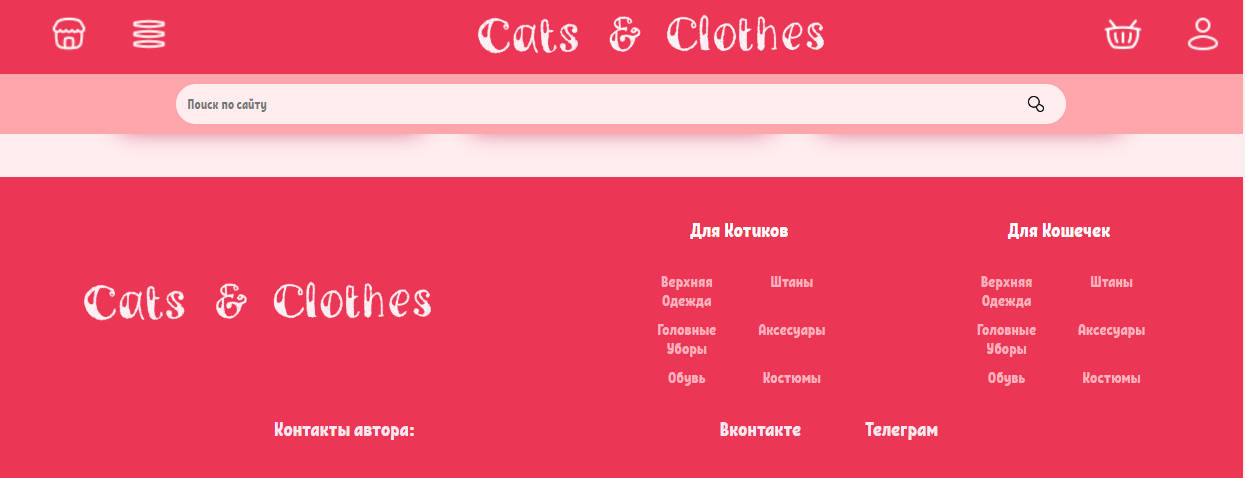 Cats & Clothes
Поиск по сайту
Для Котиков
Для Кошечек
Cats & Clothes
Верхняя
Одежда
Штаны
Верхняя
Одежда
Штаны
Головные
Уборы
Аксесуары
Головные
Уборы
Аксесуары
Обувь
Костюмы
Обувь
Костюмы
Контакты автора:
Вконтакте
Телеграм